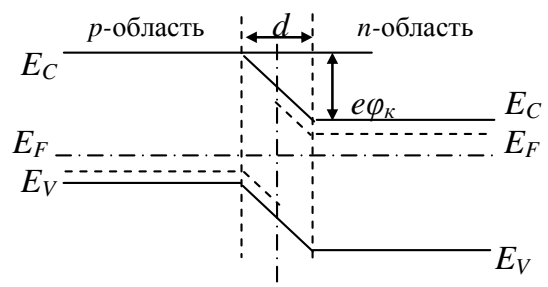 p-область d n-область
E_C eφ_к E_C
E_F E_F
E_V
E_V